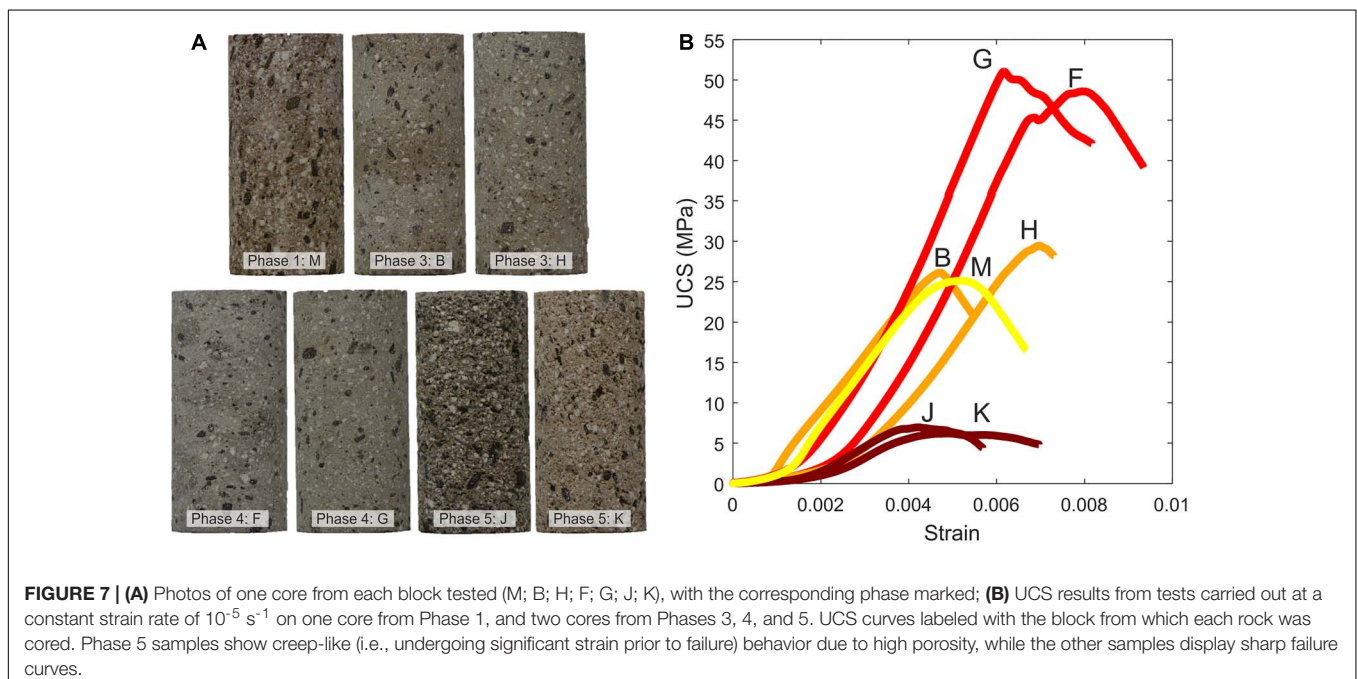 A
Phase 1: M
Phase 3: B
Phase 3: H
Phase 4: F
Phase 4: G
Phase 5: J
Phase 5: K
B
55
50
45
40
35
30
25
20
15
10
5
0
UCS (MPa)
G
F
H
B
M
J
K
0
0.002
0.004
0.006
0.008
0.01
Strain
FIGURE 7 | (A) Photos of one core from each block tested (M; B; H; F; G; J; K), with the corresponding phase marked; (B) UCS results from tests carried out at a
constant strain rate of 10⁻⁵ s⁻¹ on one core from Phase 1, and two cores from Phases 3, 4, and 5. UCS curves labeled with the block from which each rock was
cored. Phase 5 samples show creep-like (i.e., undergoing significant strain prior to failure) behavior due to high porosity, while the other samples display sharp failure
curves.